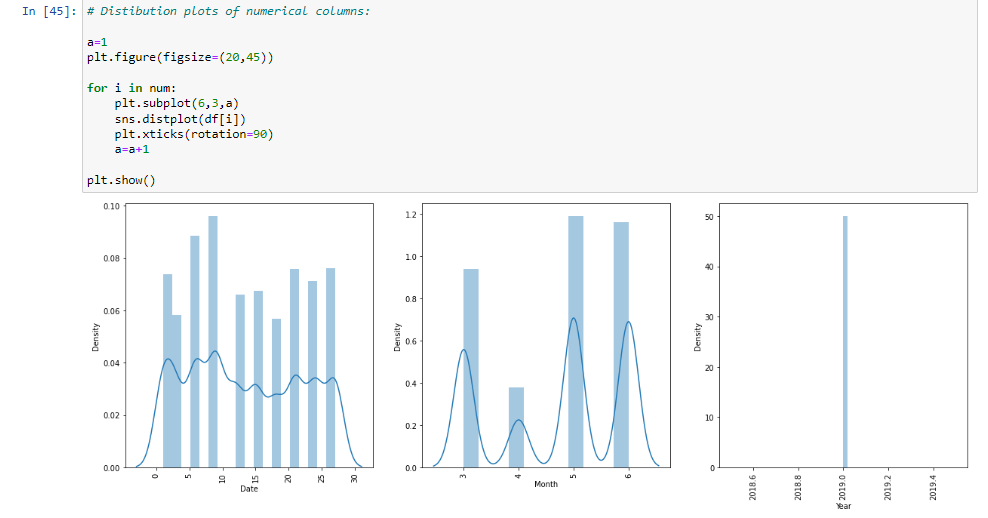 In [45]: # Distibution plots of numerical columns:
a=1
plt.figure(figsize=(20,45))
for i in num:
    plt.subplot(6,3,a)
    sns.distplot(df[i])
    plt.xticks(rotation=90)
    a=a+1
plt.show()
0.10
0.08
0.06
0.04
0.02
0.00
Density
0
5
10
15
20
25
30
Date
1.2
1.0
0.8
0.6
0.4
0.2
0.0
Density
3
4
5
6
Month
50
40
30
20
10
0
Density
2018.6
2018.8
2019.0
2019.2
2019.4
Year